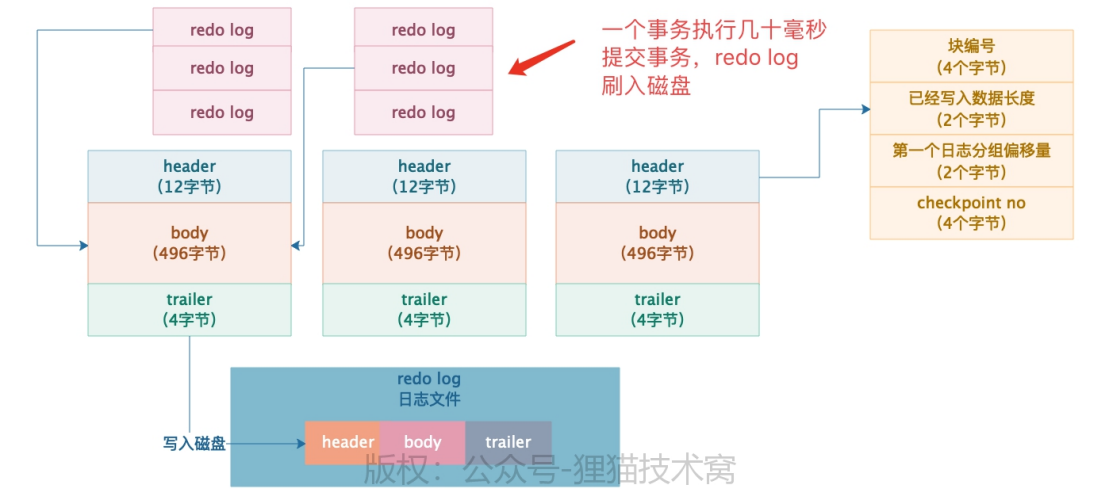 redo log
redo log
redo log
redo log
redo log
redo log
一个事务执行几十毫秒
提交事务，redo log
刷入磁盘
块编号
(4个字节)
已经写入数据长度
(2个字节)
第一个日志分组偏移量
(2个字节)
checkpoint no
(4个字节)
header
(12字节)
body
(496字节)
trailer
(4字节)
header
(12字节)
body
(496字节)
trailer
(4字节)
header
(12字节)
body
(496字节)
trailer
(4字节)
写入磁盘
redo log
日志文件
header
body
trailer
版权：公众号-狸猫技术窝